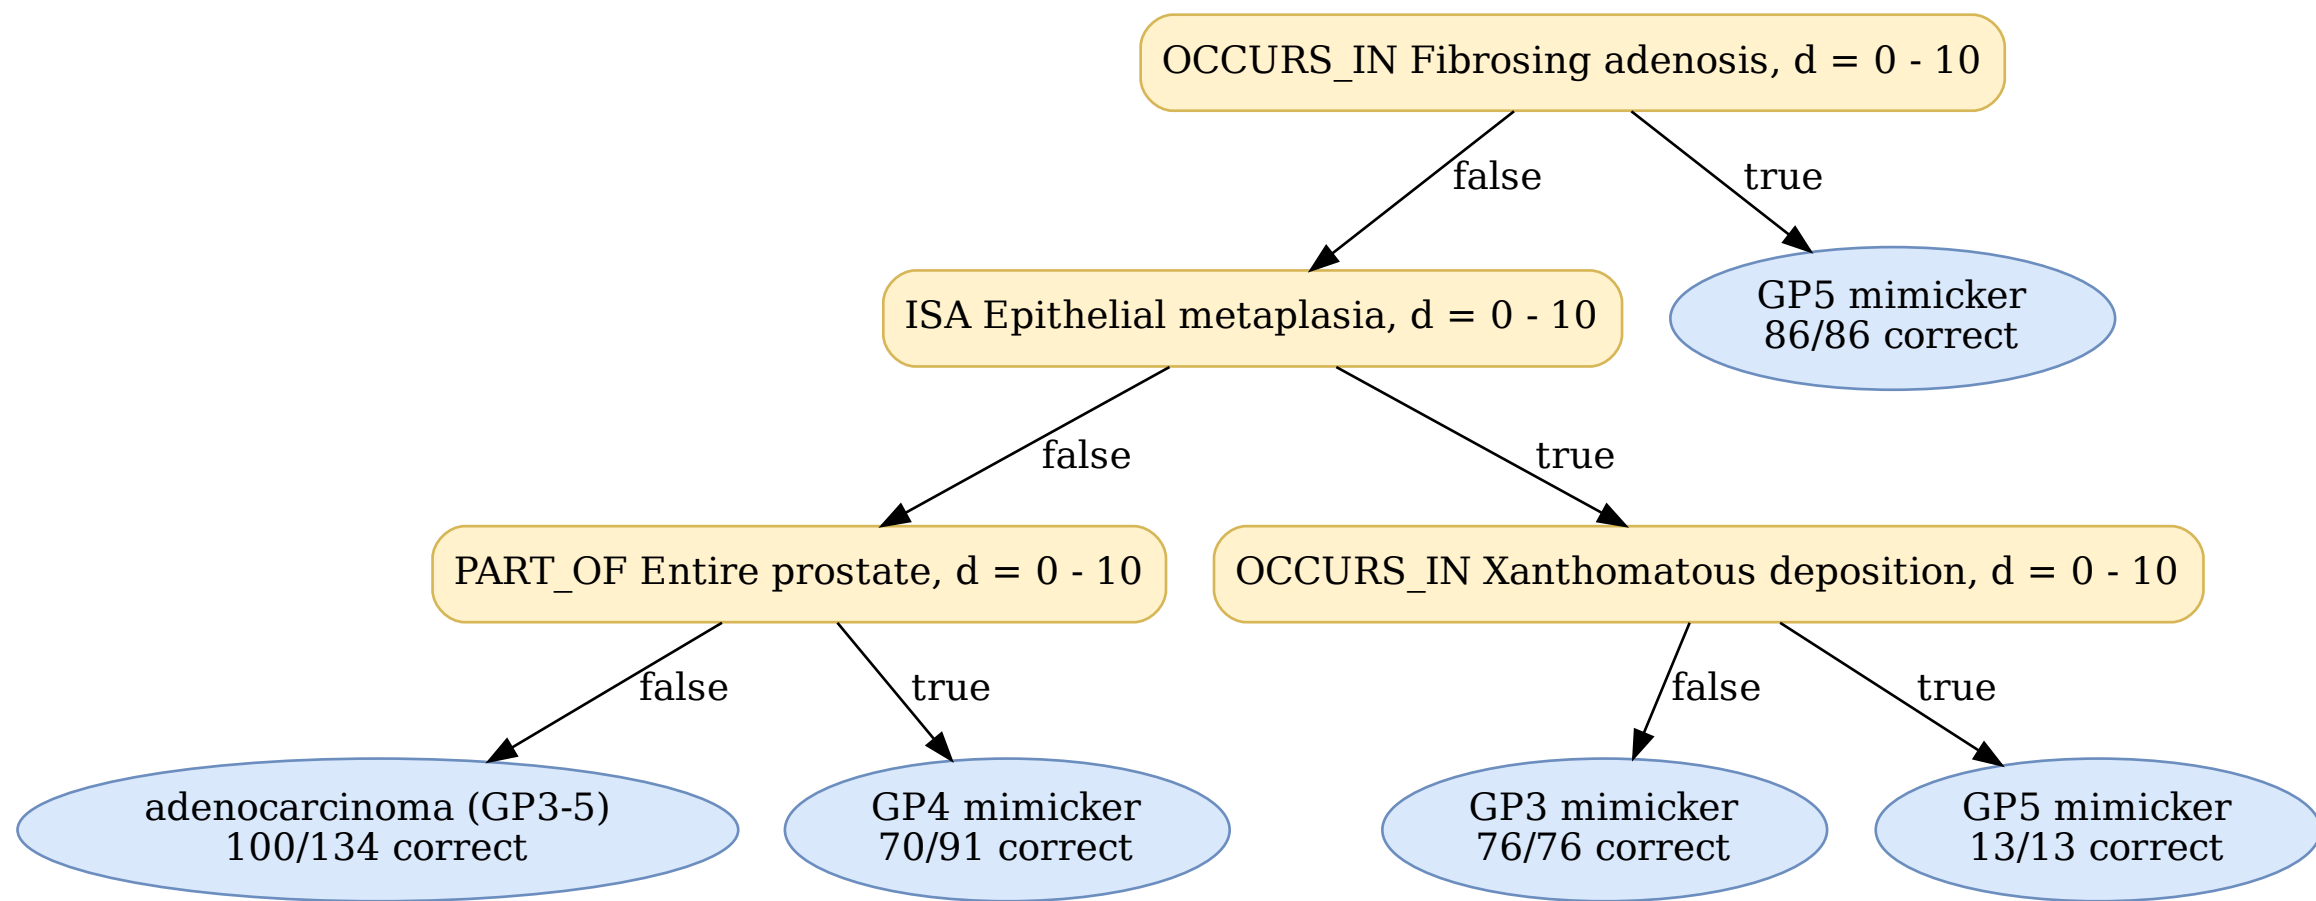 OCCURS_IN Fibrosing adenosis, d = 0 - 10
false
true
ISA Epithelial metaplasia, d = 0 - 10
GP5 mimicker
86/86 correct
false
true
PART_OF Entire prostate, d = 0 - 10
OCCURS_IN Xanthomatous deposition, d = 0 - 10
false
true
false
true
adenocarcinoma (GP3-5)
100/134 correct
GP4 mimicker
70/91 correct
GP3 mimicker
76/76 correct
GP5 mimicker
13/13 correct